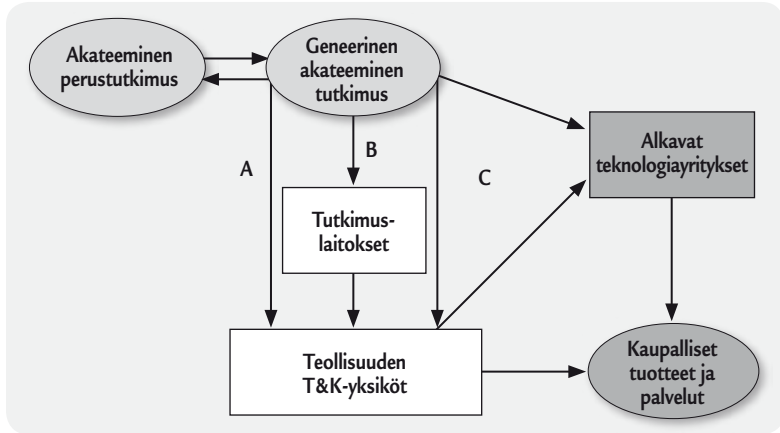 Akateeminen
perustutkimus
Geneerinen
akateeminen
tutkimus
Alkavat
teknologiayritykset
A
B
C
Tutkimus-
laitokset
Teollisuuden
T&K-yksiköt
Kaupalliset
tuotteet ja
palvelut